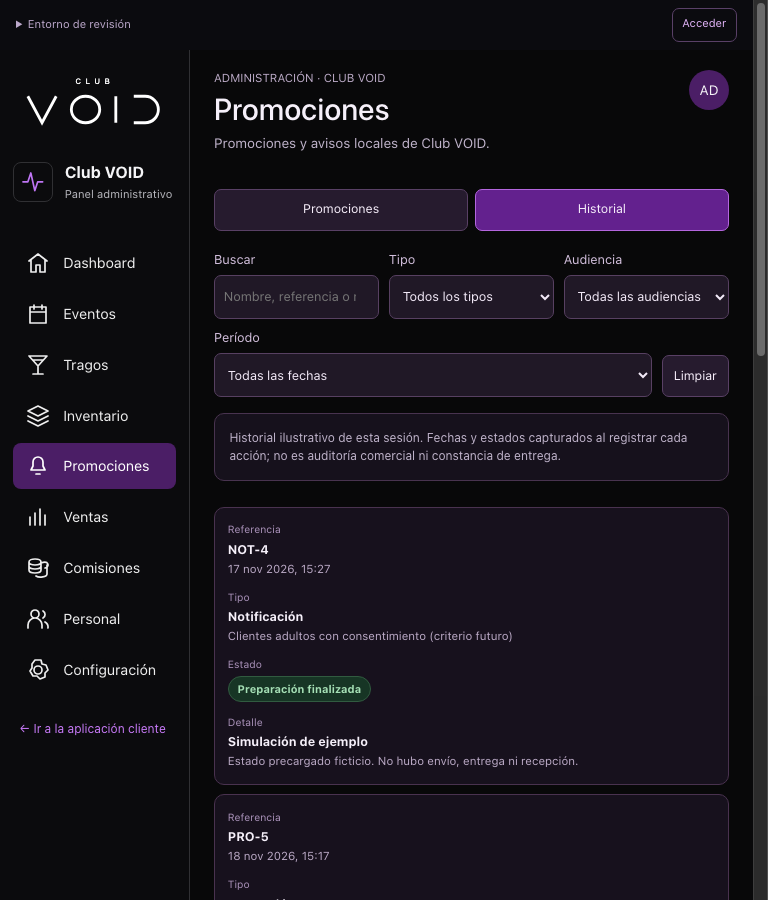 Entorno de revisión
Acceder
CLUB
VOID
Club VOID
Panel administrativo
Dashboard
Eventos
Tragos
Inventario
Promociones
Ventas
Comisiones
Personal
Configuración
← Ir a la aplicación cliente
ADMINISTRACIÓN · CLUB VOID
AD
Promociones
Promociones y avisos locales de Club VOID.
Promociones
Historial
Buscar
Tipo
Audiencia
Nombre, referencia o r
Todos los tipos
Todas las audiencias
Período
Todas las fechas
Limpiar
Historial ilustrativo de esta sesión. Fechas y estados capturados al registrar cada
acción; no es auditoría comercial ni constancia de entrega.
Referencia
NOT-4
17 nov 2026, 15:27
Tipo
Notificación
Clientes adultos con consentimiento (criterio futuro)
Estado
Preparación finalizada
Detalle
Simulación de ejemplo
Estado precargado ficticio. No hubo envío, entrega ni recepción.
Referencia
PRO-5
18 nov 2026, 15:17
Tipo